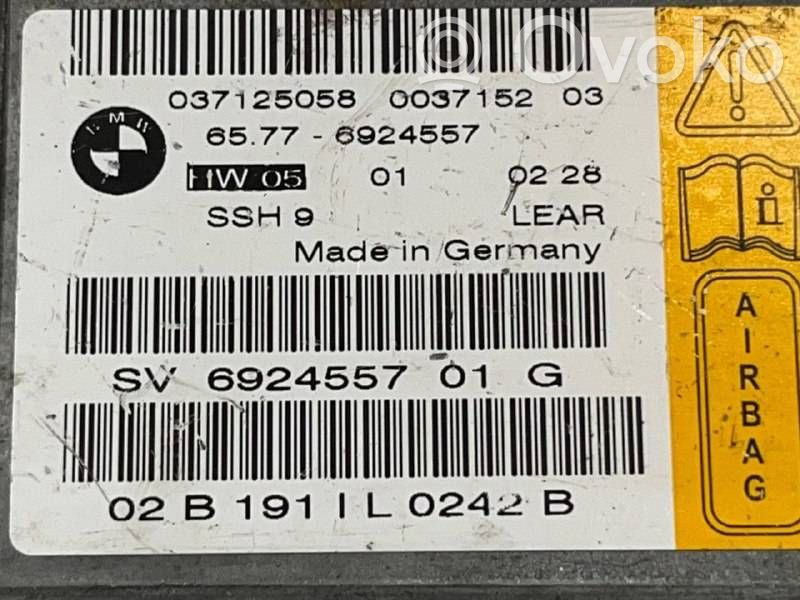 Ovoko
037125058 0037152 03
BMW
65.77 - 6924557
HW 05 01 02 28
SSH 9 LEAR
Made in Germany
SV 6924557 01 G
02 B 191 I L 0242 B
i
AIRBAG